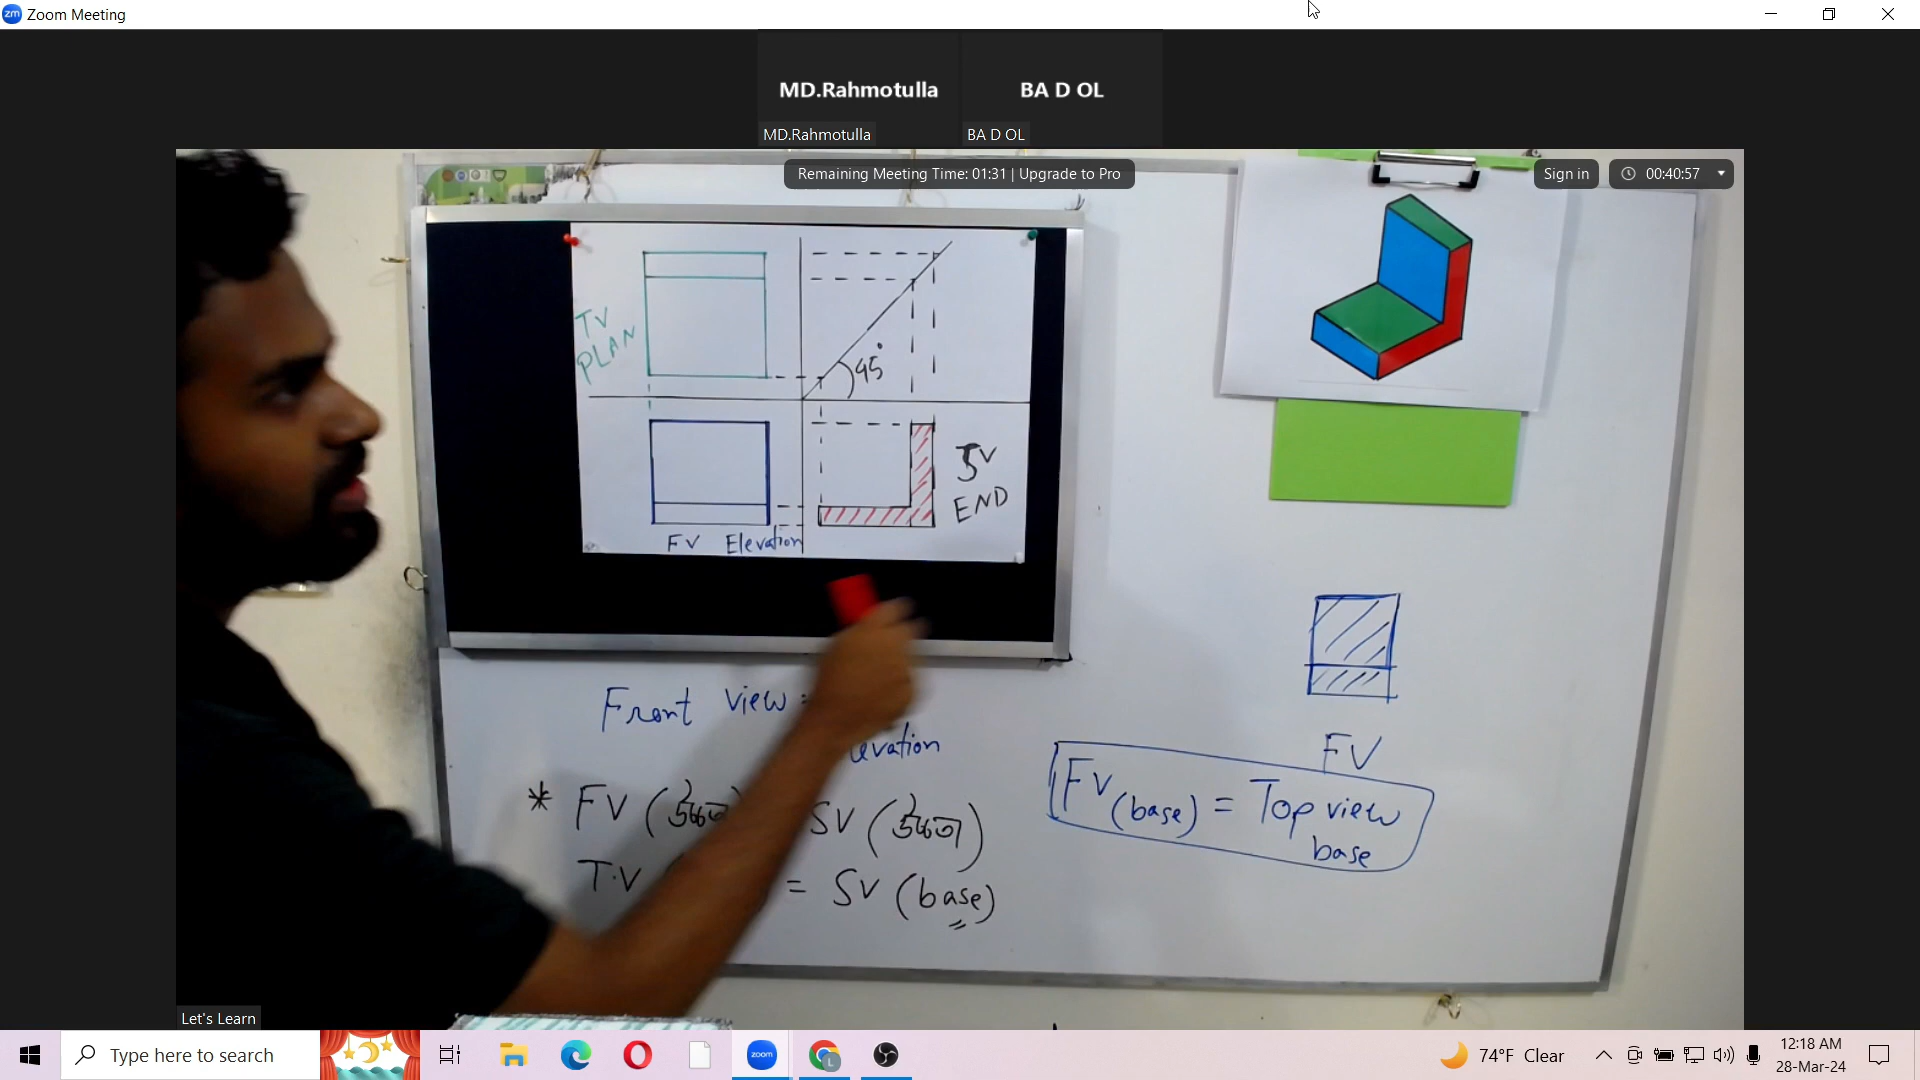 Zoom Meeting
MD.Rahmotulla
BA D OL
MD.Rahmotulla
BA D OL
Remaining Meeting Time: 01:31 | Upgrade to Pro
Sign in
00:40:57
TV
PLAN
45°
SV
END
FV Elevation
Front view =
evation
FV
* FV ( SV (উচ্চতা)
T.V = SV (base)
FV (base) = Top view
base
Let's Learn
Type here to search
zoom
L
74°F Clear
12:18 AM
28-Mar-24